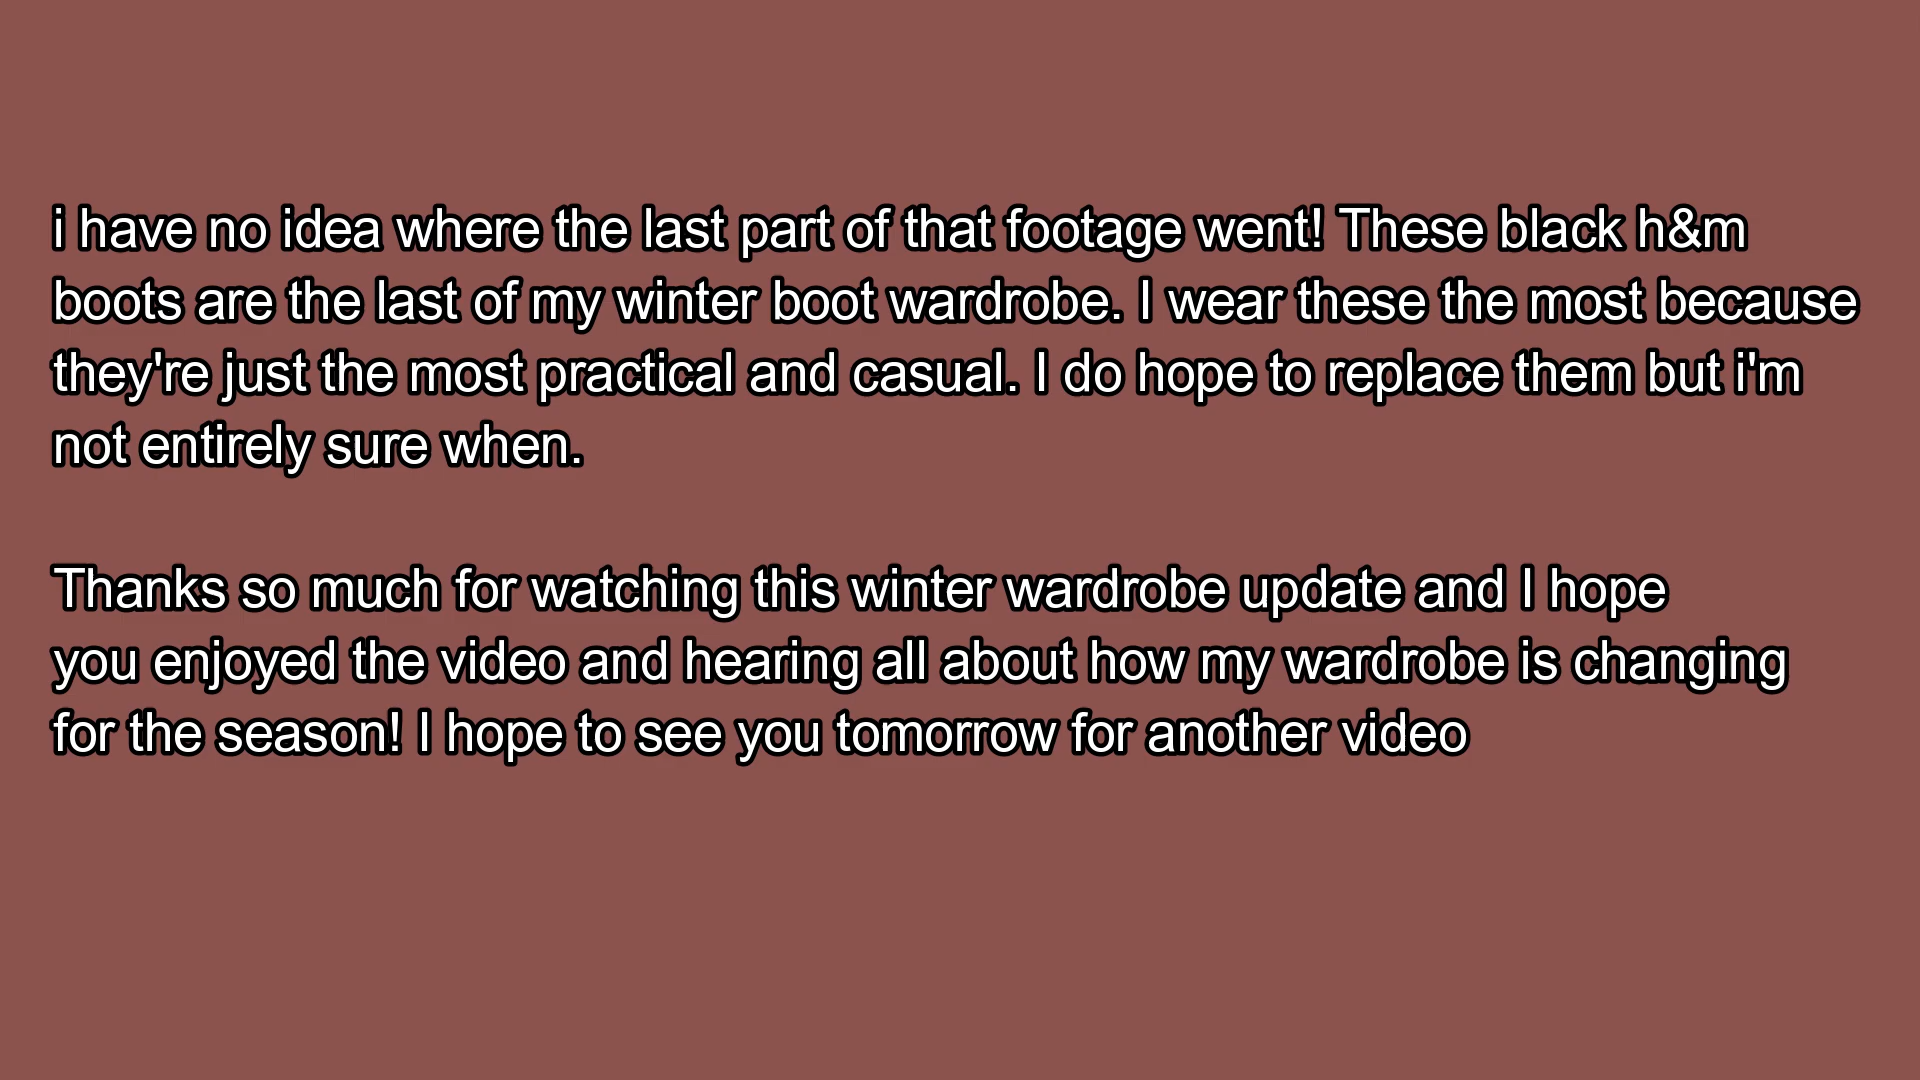 i have no idea where the last part of that footage went! These black h&m
boots are the last of my winter boot wardrobe. I wear these the most because
they're just the most practical and casual. I do hope to replace them but i'm
not entirely sure when.
Thanks so much for watching this winter wardrobe update and I hope
you enjoyed the video and hearing all about how my wardrobe is changing
for the season! I hope to see you tomorrow for another video